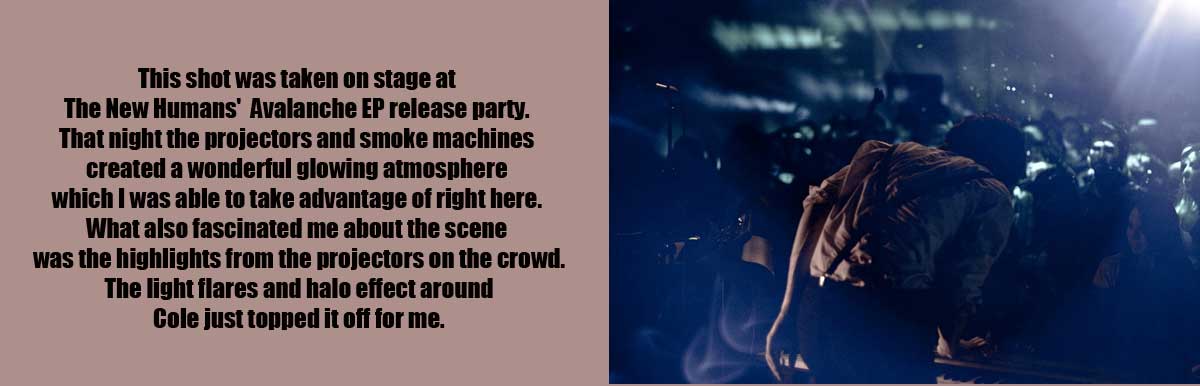 This shot was taken on stage at
The New Humans'  Avalanche EP release party.
That night the projectors and smoke machines
created a wonderful glowing atmosphere
which I was able to take advantage of right here.
What also fascinated me about the scene
was the highlights from the projectors on the crowd.
The light flares and halo effect around
Cole just topped it off for me.